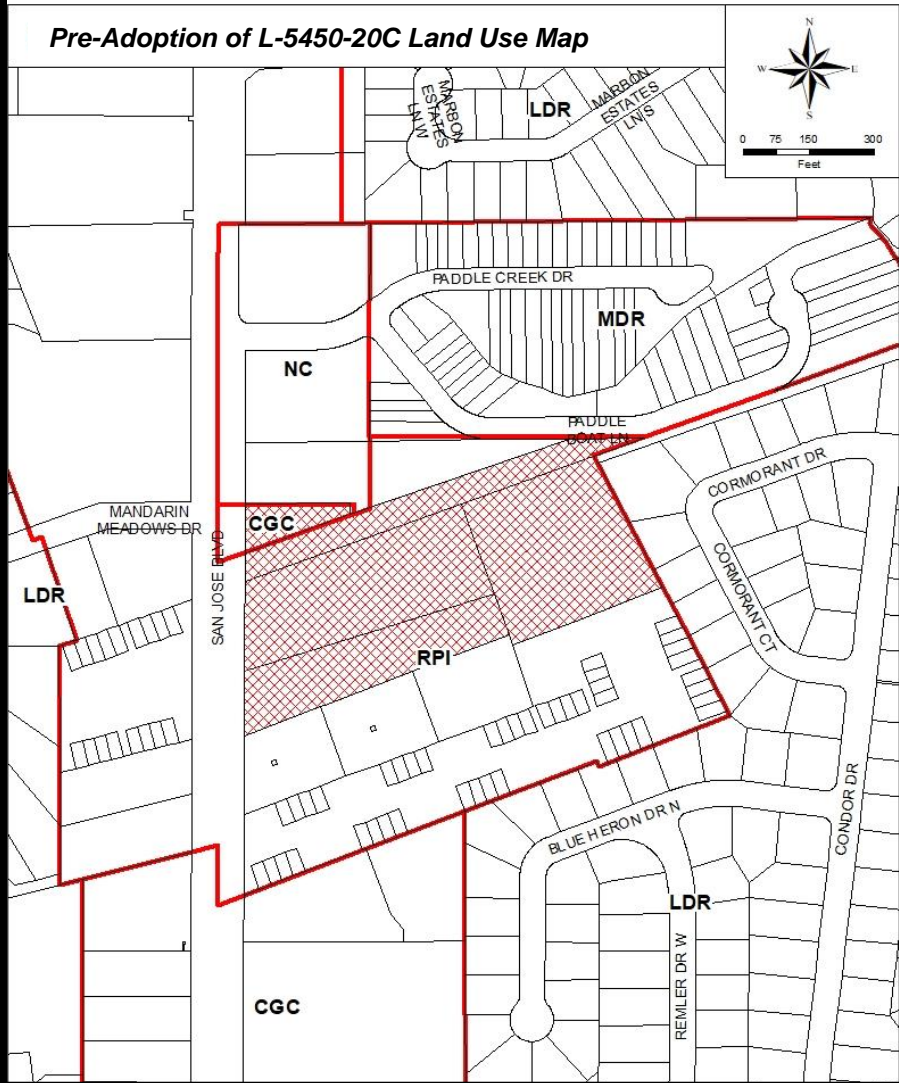 Pre-Adoption of L-5450-20C Land Use Map
N
W
E
S
0 75 150 300
Feet
MARBON
ESTATES
LN W
LDR
MARBON
ESTATES
LN S
PADDLE CREEK DR
MDR
NC
PADDLE
BOAT LN
CORMORANT DR
MANDARIN
MEADOWS DR
CGC
SAN JOSE BLVD
CORMORANT CT
LDR
RPI
CONDOR DR
BLUE HERON DR N
LDR
REMLER DR W
CGC